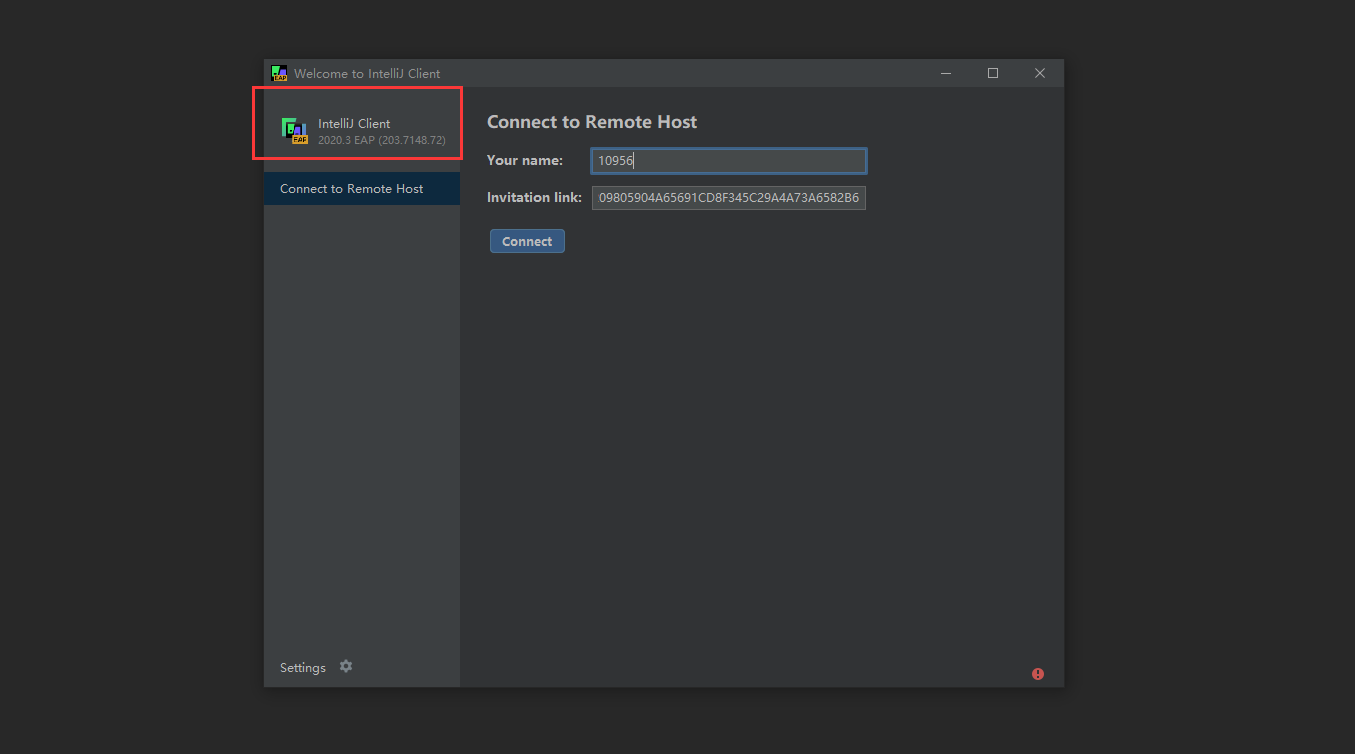 Welcome to IntelliJ Client
IntelliJ Client
EAP
2020.3 EAP (203.7148.72)
Connect to Remote Host
Settings
Connect to Remote Host
Your name: 10956
Invitation link: 09805904A65691CD8F345C29A4A73A6582B6
Connect